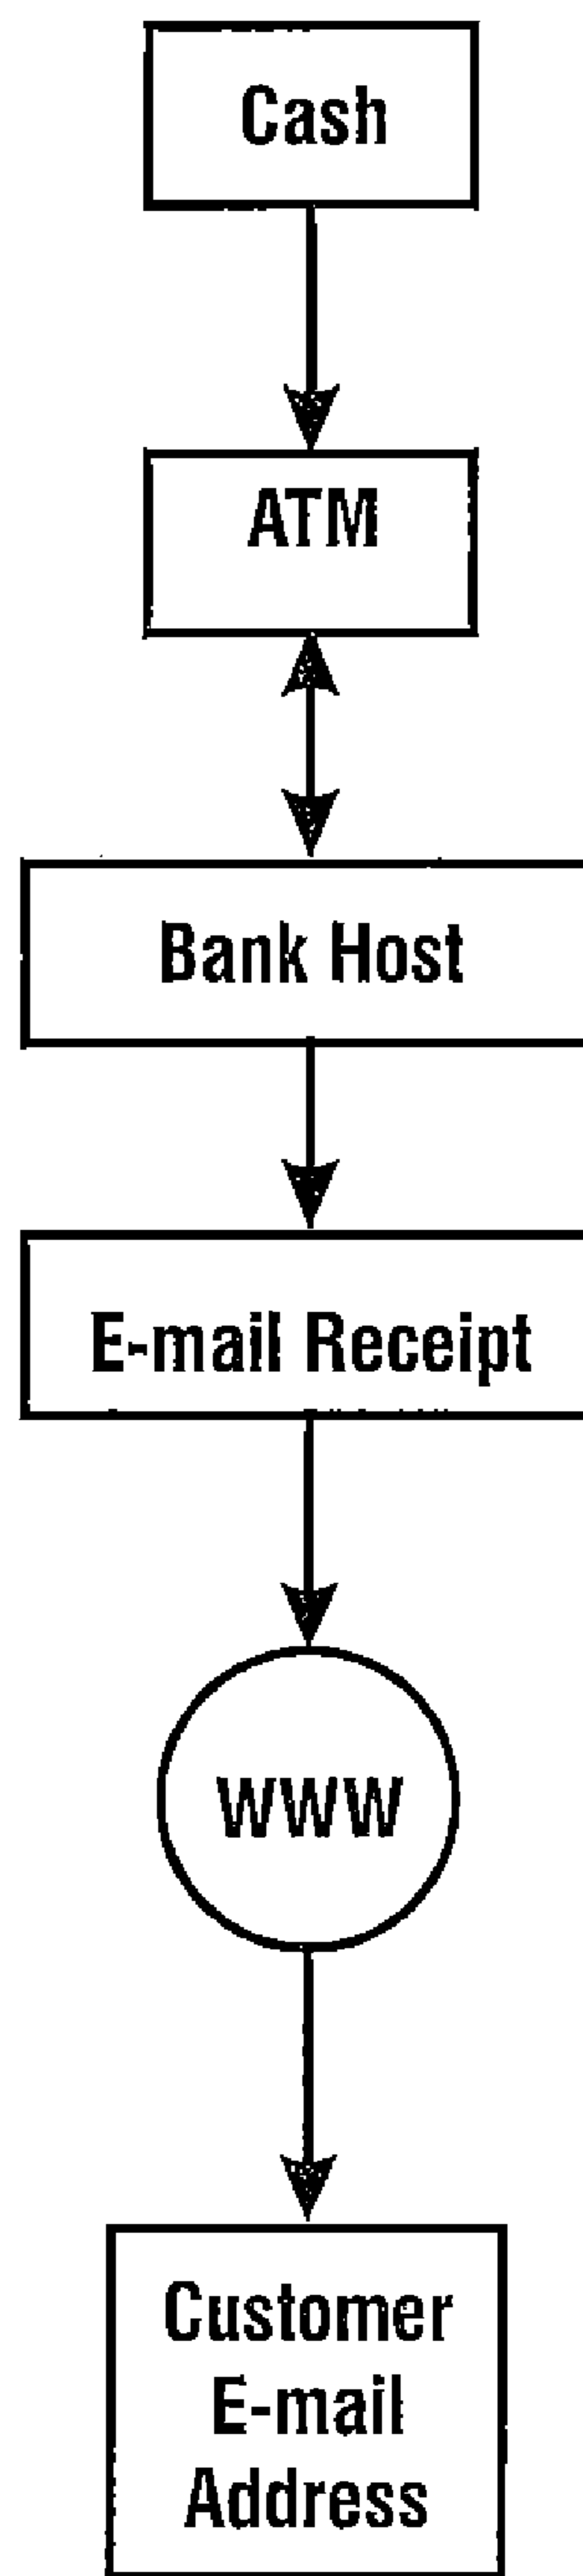 Cash
ATM
Bank Host
E-mail Receipt
WWW
Customer
E-mail
Address